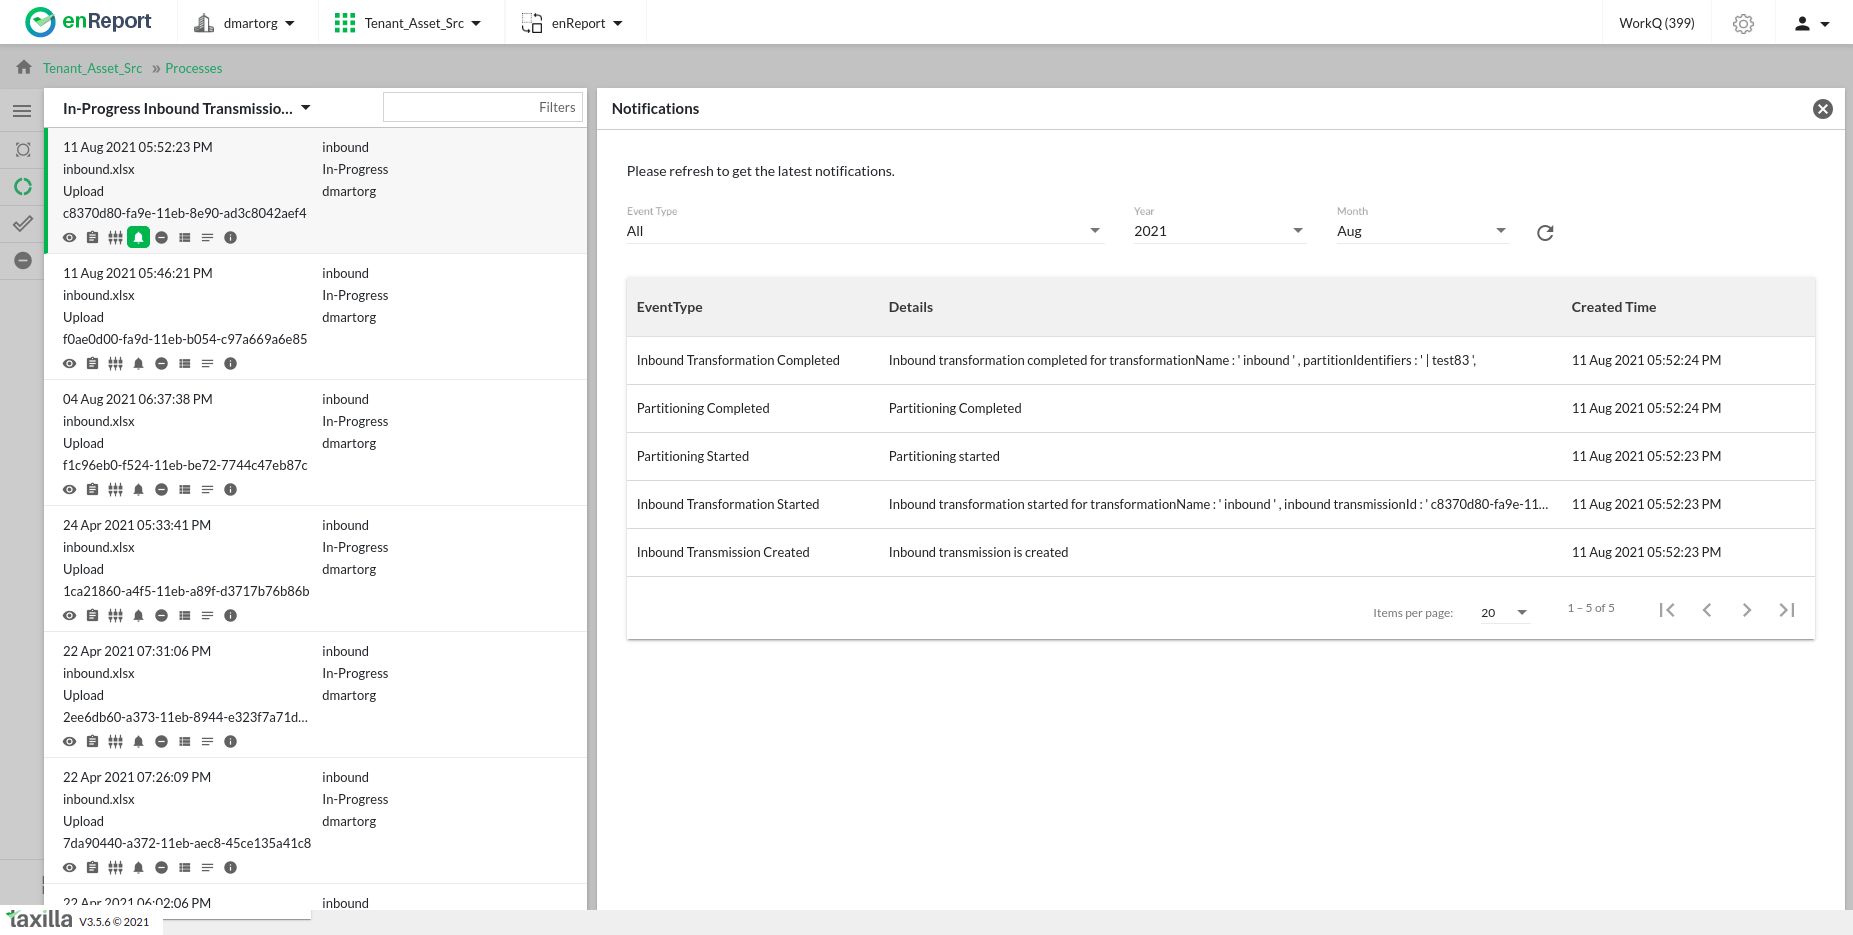 enReport dmartorg Tenant_Asset_Src enReport WorkQ (399)
Tenant_Asset_Src » Processes
In-Progress Inbound Transmissio... Filters
11 Aug 2021 05:52:23 PM inbound
inbound.xlsx In-Progress
Upload dmartorg
c8370d80-fa9e-11eb-8e90-ad3c8042aef4
11 Aug 2021 05:46:21 PM inbound
inbound.xlsx In-Progress
Upload dmartorg
f0ae0d00-fa9d-11eb-b054-c97a669a6e85
04 Aug 2021 06:37:38 PM inbound
inbound.xlsx In-Progress
Upload dmartorg
f1c96eb0-f524-11eb-be72-7744c47eb87c
24 Apr 2021 05:33:41 PM inbound
inbound.xlsx In-Progress
Upload dmartorg
1ca21860-a4f5-11eb-a89f-d3717b76b86b
22 Apr 2021 07:31:06 PM inbound
inbound.xlsx In-Progress
Upload dmartorg
2ee6db60-a373-11eb-8944-e323f7a71d...
22 Apr 2021 07:26:09 PM inbound
inbound.xlsx In-Progress
Upload dmartorg
7da90440-a372-11eb-aec8-45ce135a41c8
22 Apr 2021 06:02:06 PM inbound
Notifications
Please refresh to get the latest notifications.
Event Type Year Month
All 2021 Aug
EventType Details Created Time
Inbound Transformation Completed Inbound transformation completed for transformationName : ' inbound ' , partitionIdentifiers : ' | test83 ', 11 Aug 2021 05:52:24 PM
Partitioning Completed Partitioning Completed 11 Aug 2021 05:52:24 PM
Partitioning Started Partitioning started 11 Aug 2021 05:52:23 PM
Inbound Transformation Started Inbound transformation started for transformationName : ' inbound ' , inbound transmissionId : ' c8370d80-fa9e-11... 11 Aug 2021 05:52:23 PM
Inbound Transmission Created Inbound transmission is created 11 Aug 2021 05:52:23 PM
Items per page: 20 1 – 5 of 5
taxilla V3.5.6 © 2021